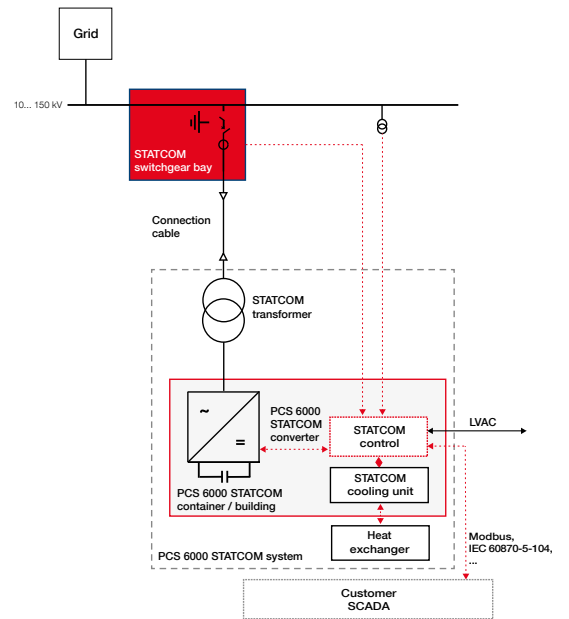 Grid
10... 150 kV
STATCOM
switchgear bay
Connection
cable
STATCOM
transformer
~
=
PCS 6000
STATCOM
converter
STATCOM
control
LVAC
STATCOM
cooling unit
PCS 6000 STATCOM
container / building
Heat
exchanger
Modbus,
IEC 60870-5-104,
...
PCS 6000 STATCOM system
Customer
SCADA